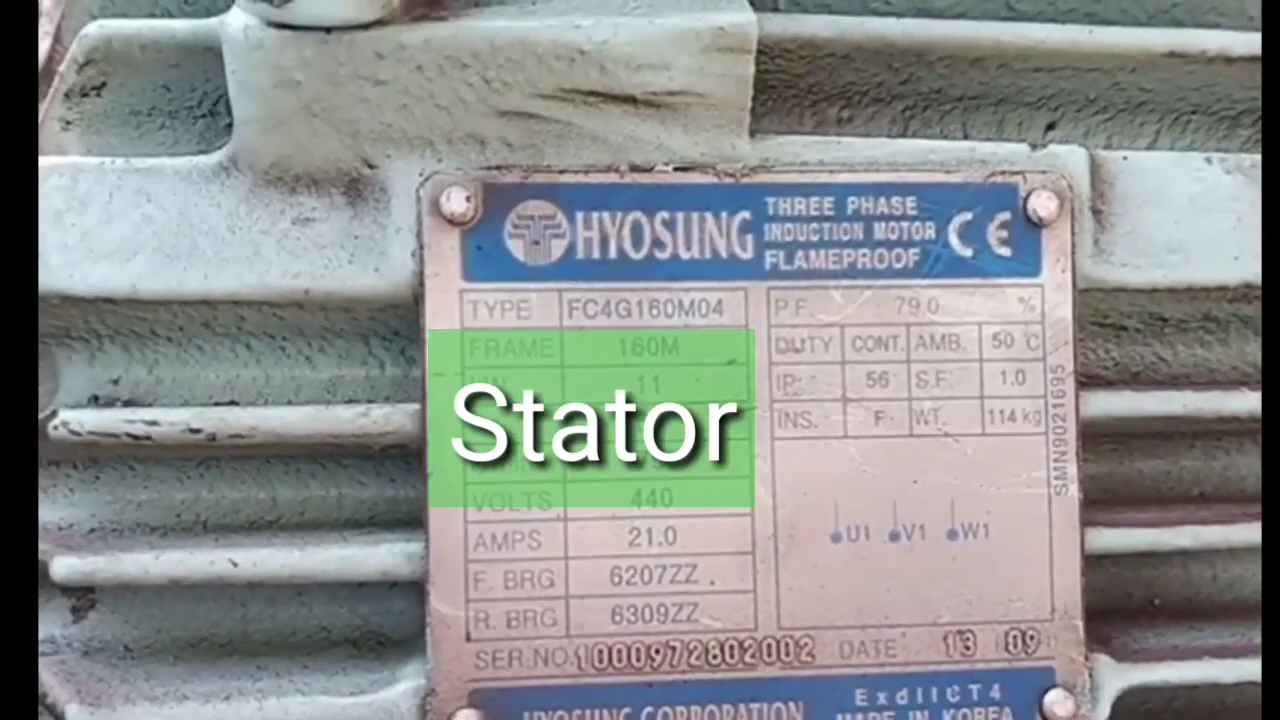 HYOSUNG
THREE PHASE
INDUCTION MOTOR
FLAMEPROOF
CE
TYPE FC4G160M04
FRAME 160M
11
Stator
VOLTS 440
AMPS 21.0
F. BRG 6207ZZ
R. BRG 6309ZZ
P.F. 79.0 %
DUTY CONT. AMB. 50 °C
IP. 56 S.F. 1.0
INS. F WT. 114 kg
SMN9021695
U1 V1 W1
SER.NO. 1000972802002 DATE 13 09
HYOSUNG CORPORATION
ExdIICT4
MADE IN KOREA